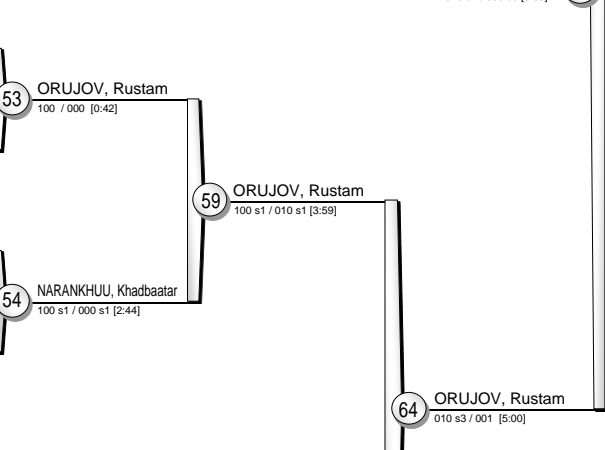 53
ORUJOV, Rustam
100 / 000 [0:42]
59
ORUJOV, Rustam
100 s1 / 010 s1 [3:59]
54
NARANKHUU, Khadbaatar
100 s1 / 000 s1 [2:44]
64
ORUJOV, Rustam
010 s3 / 001 [5:00]